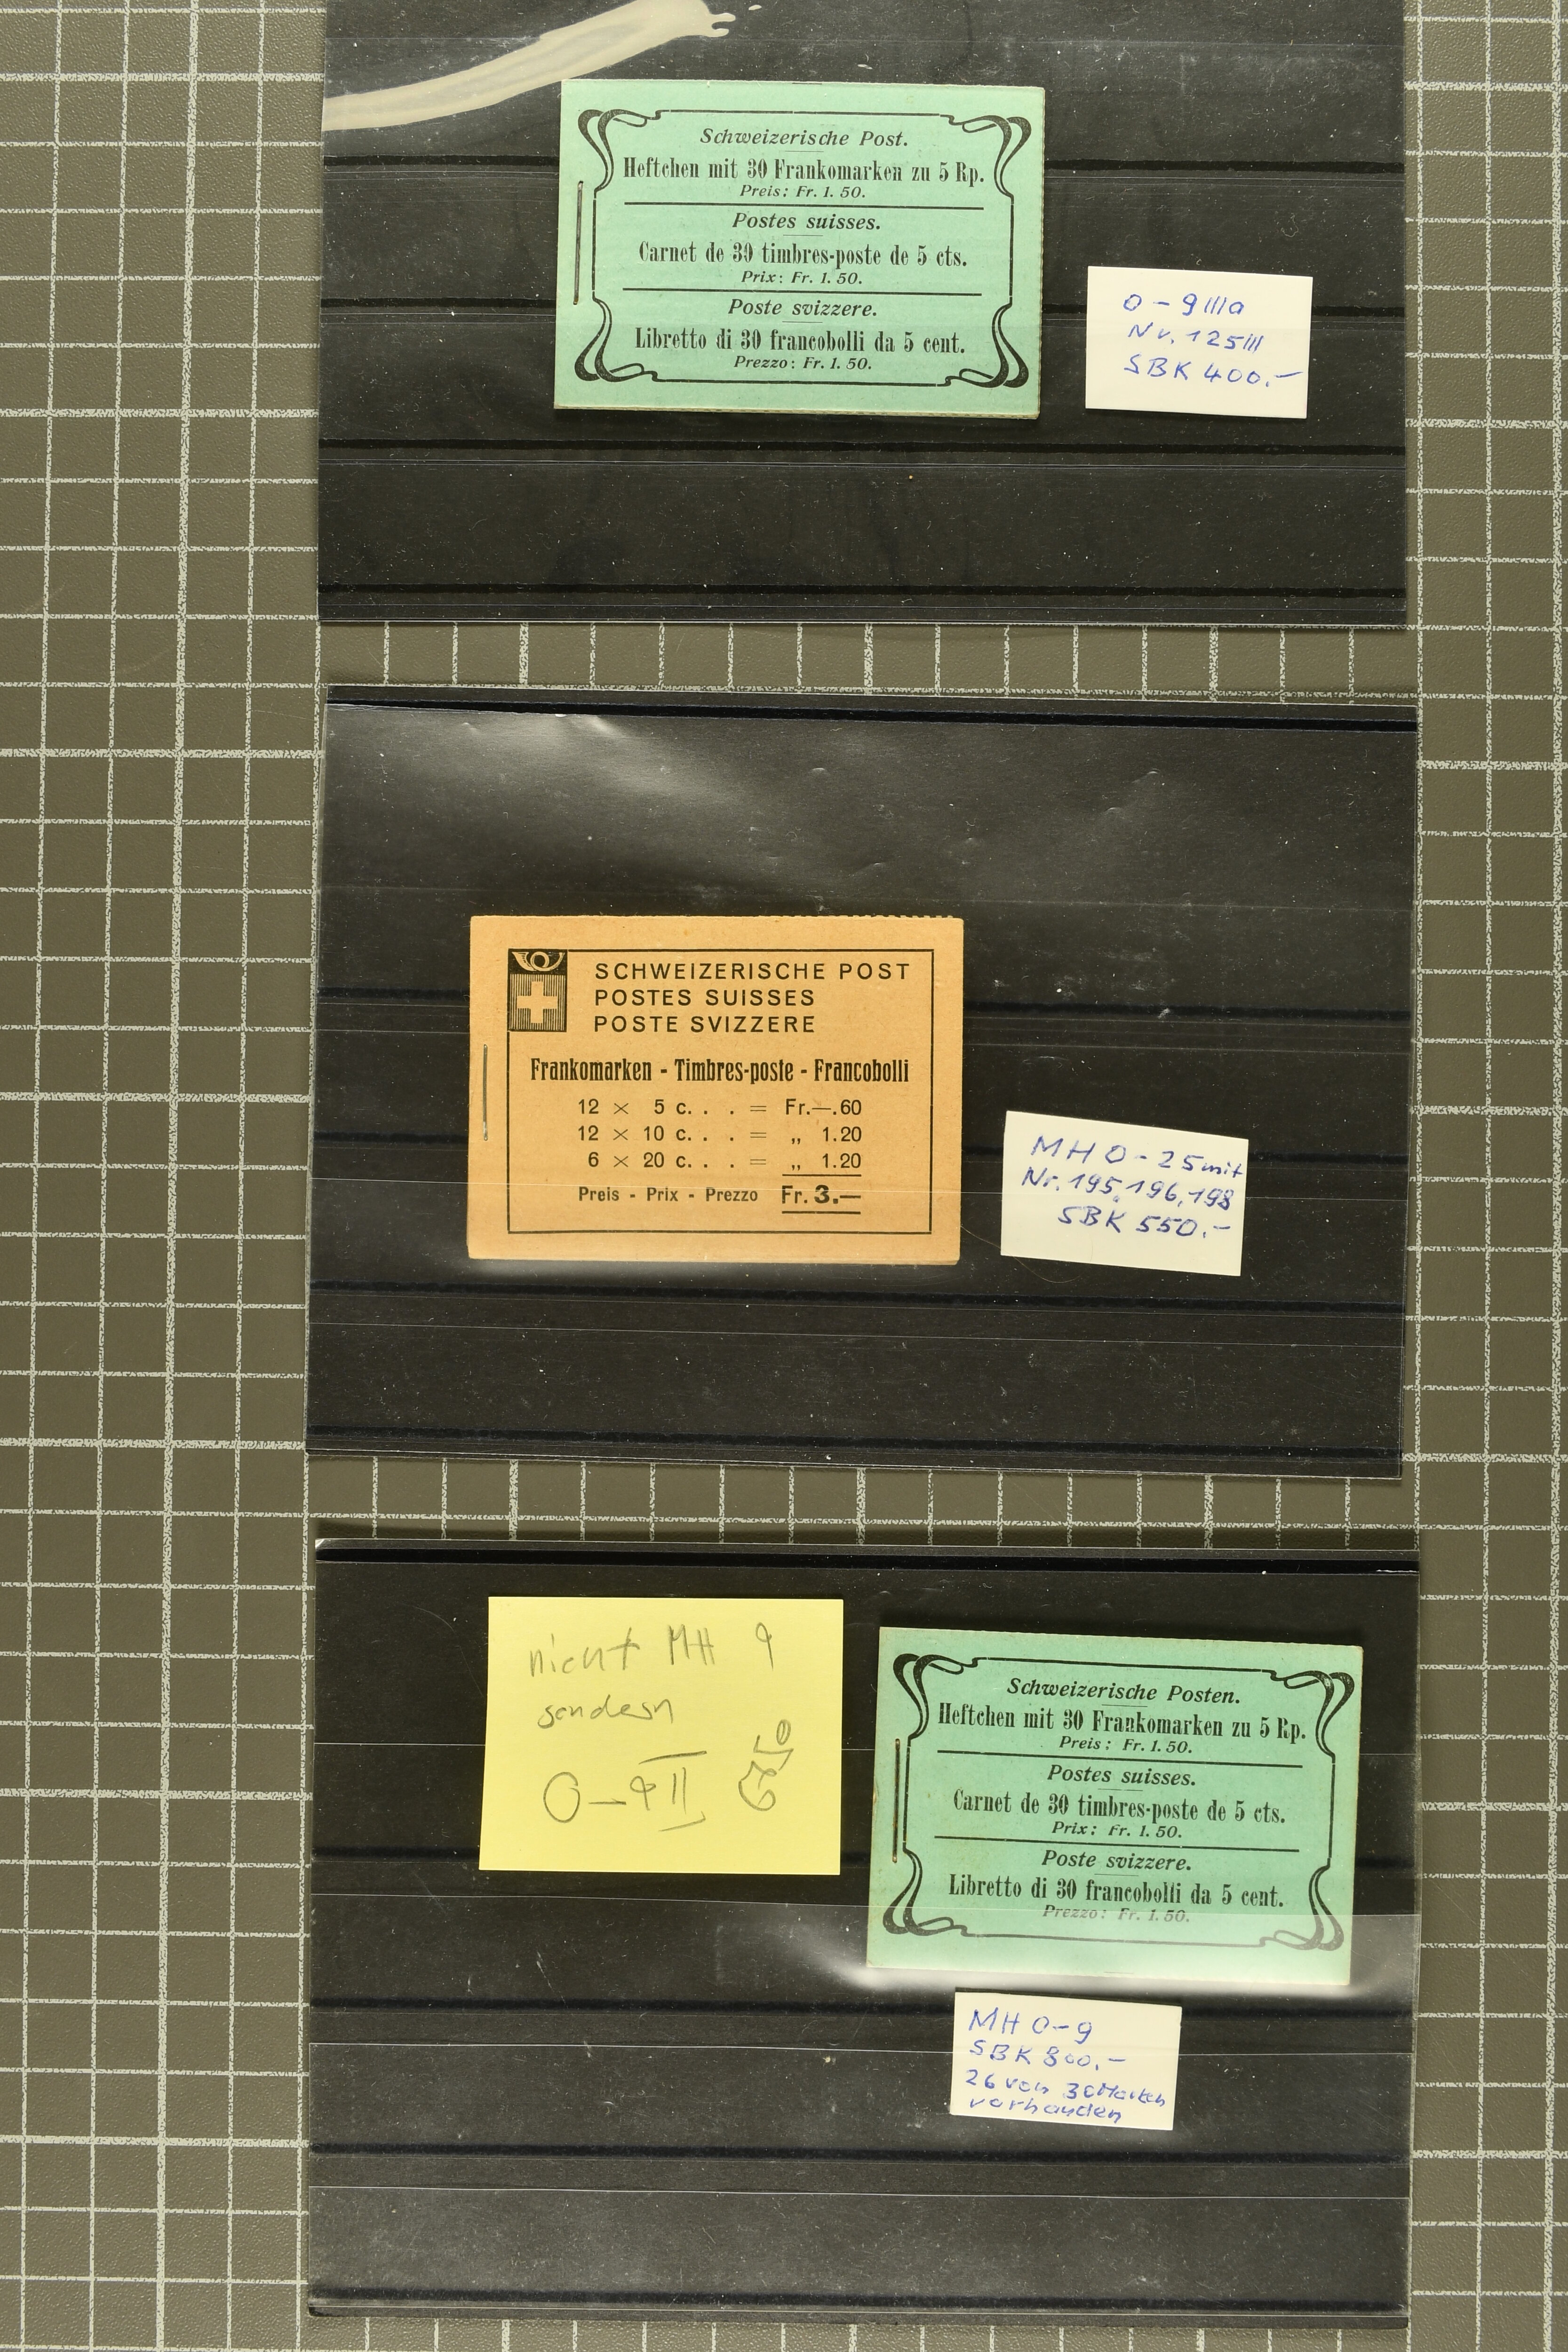 Schweizerische Post.
Heftchen mit 30 Frankomarken zu 5 Rp.
Preis: Fr. 1. 50.
Postes suisses.
Carnet de 30 timbres-poste de 5 cts.
Prix: Fr. 1. 50.
Poste svizzere.
Libretto di 30 francobolli da 5 cent.
Prezzo: Fr. 1. 50.
0-9IIIa
Nr. 125III
SBK 400.-
SCHWEIZERISCHE POST
POSTES SUISSES
POSTE SVIZZERE
Frankomarken - Timbres-poste - Francobolli
12 × 5 c. . . = Fr.—.60
12 × 10 c. . . = „ 1.20
6 × 20 c. . . = „ 1.20
Preis - Prix - Prezzo Fr. 3.—
MH 0-25 mit
Nr. 195, 196, 198
SBK 550.-
nicht MH 9
sondern
0-9 II 650
Schweizerische Posten.
Heftchen mit 30 Frankomarken zu 5 Rp.
Preis: Fr. 1. 50.
Postes suisses.
Carnet de 30 timbres-poste de 5 cts.
Prix: Fr. 1. 50.
Poste svizzere.
Libretto di 30 francobolli da 5 cent.
Prezzo: Fr. 1. 50.
MH 0-9
SBK 800.-
26 von 30 Marken
vorhanden